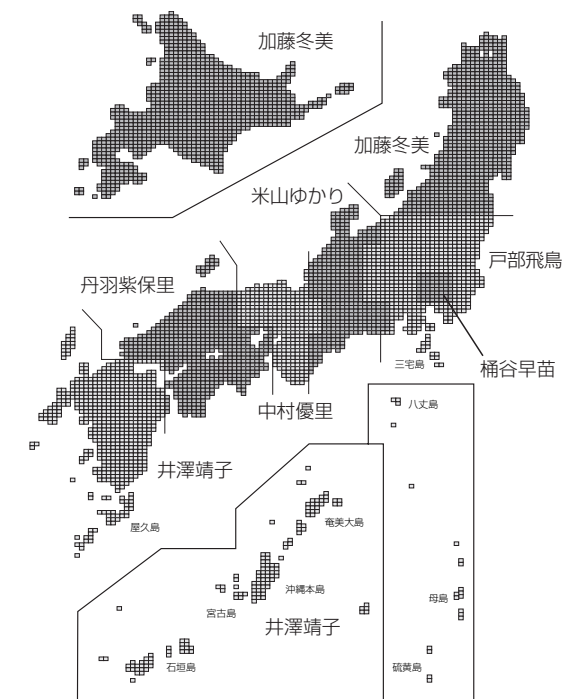 加藤冬美
加藤冬美
米山ゆかり
戸部飛鳥
丹羽紫保里
三宅島
桶谷早苗
八丈島
中村優里
井澤靖子
奄美大島
屋久島
沖縄本島
母島
宮古島
井澤靖子
石垣島
硫黄島